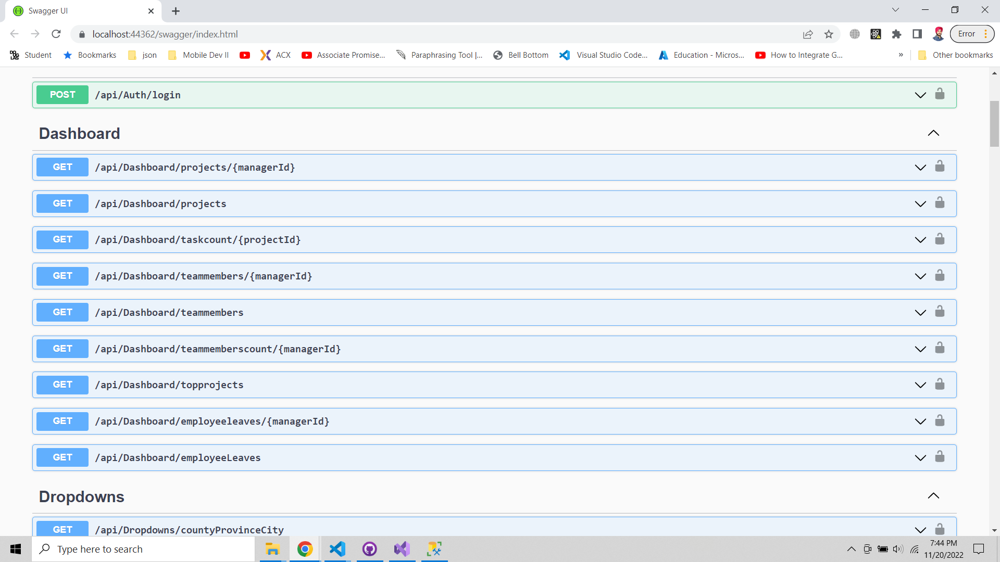 Swagger UI
localhost:44362/swagger/index.html
Error
Student
Bookmarks
json
Mobile Dev II
ACX
Associate Promise...
Paraphrasing Tool |...
Bell Bottom
Visual Studio Code...
Education - Micros...
How to Integrate G...
»
Other bookmarks
POST /api/Auth/login
Dashboard
GET /api/Dashboard/projects/{managerId}
GET /api/Dashboard/projects
GET /api/Dashboard/taskcount/{projectId}
GET /api/Dashboard/teammembers/{managerId}
GET /api/Dashboard/teammembers
GET /api/Dashboard/teammemberscount/{managerId}
GET /api/Dashboard/topprojects
GET /api/Dashboard/employeeleaves/{managerId}
GET /api/Dashboard/employeeLeaves
Dropdowns
GET /api/Dropdowns/countyProvinceCity
Type here to search
7:44 PM
11/20/2022